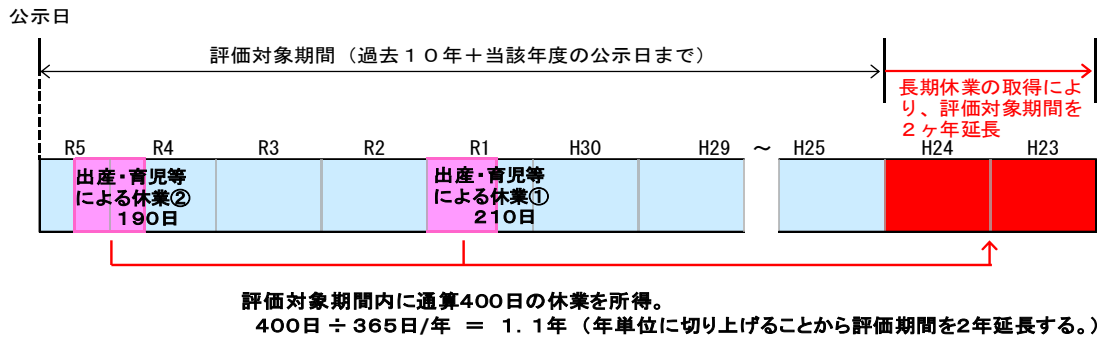 公示日
評価対象期間（過去１０年＋当該年度の公示日まで）
長期休業の取得によ
り、評価対象期間を
２ヶ年延長
R5 R4 R3 R2 R1 H30 H29 ～ H25 H24 H23
出産・育児等
による休業②
190日
出産・育児等
による休業①
210日
評価対象期間内に通算400日の休業を所得。
400日÷365日/年 ＝ 1．1年（年単位に切り上げることから評価期間を2年延長する。）